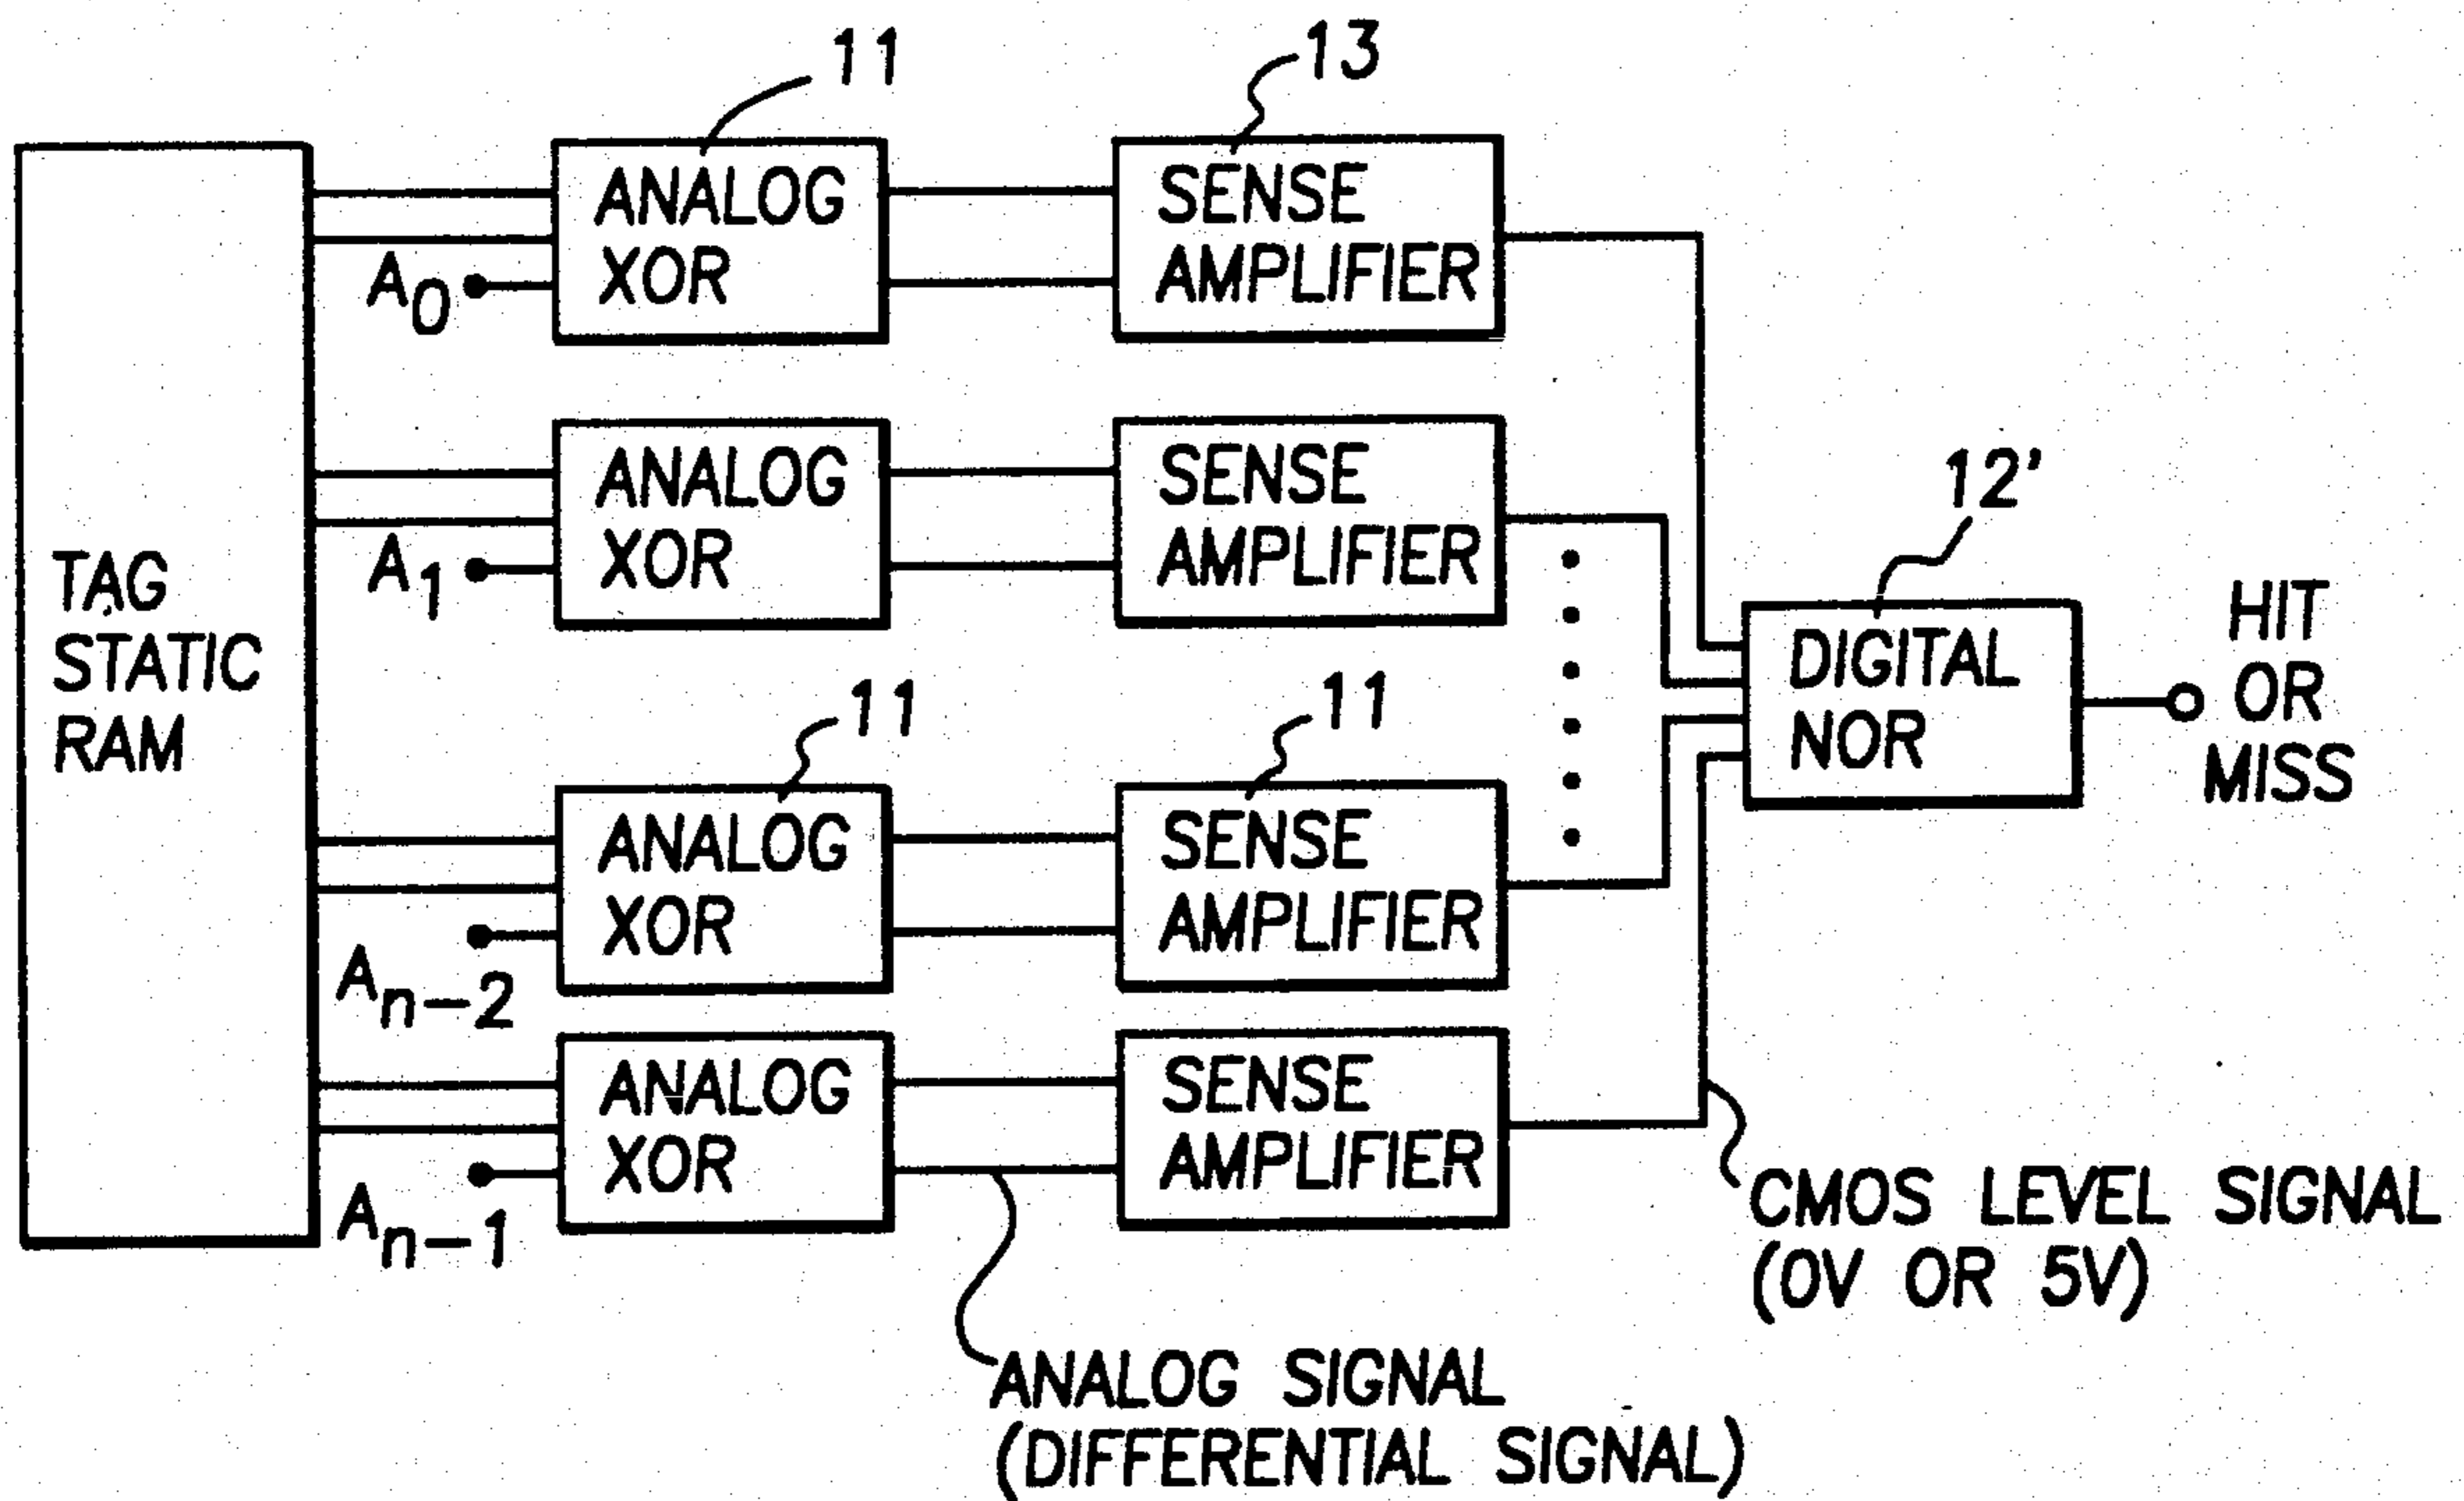 11
13
ANALOG
XOR
SENSE
AMPLIFIER
A0
ANALOG
XOR
SENSE
AMPLIFIER
A1
12'
TAG
STATIC
RAM
DIGITAL
NOR
HIT
OR
MISS
11
11
ANALOG
XOR
SENSE
AMPLIFIER
An-2
ANALOG
XOR
SENSE
AMPLIFIER
An-1
CMOS LEVEL SIGNAL
(0V OR 5V)
ANALOG SIGNAL
(DIFFERENTIAL SIGNAL)